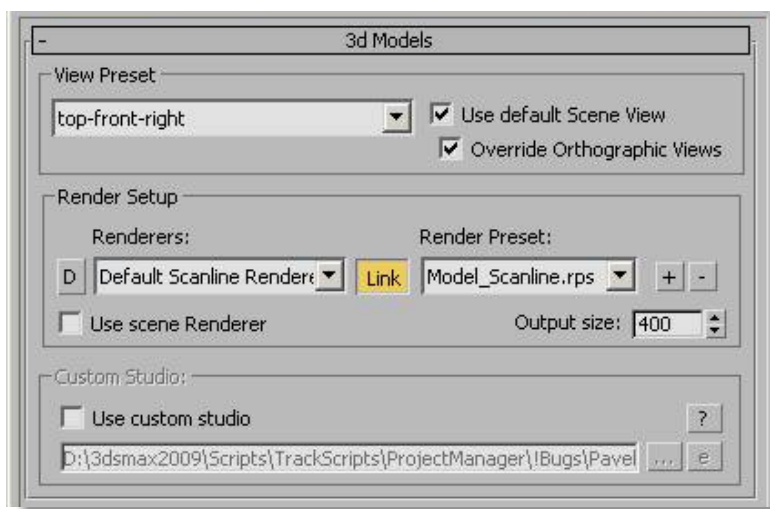 - 3d Models
View Preset
top-front-right
Use default Scene View
Override Orthographic Views
Render Setup
Renderers: Render Preset:
D Default Scanline Rendere Link Model_Scanline.rps + -
Use scene Renderer Output size: 400
Custom Studio:
Use custom studio ?
D:\3dsmax2009\Scripts\TrackScripts\ProjectManager\!Bugs\Pavel ... e